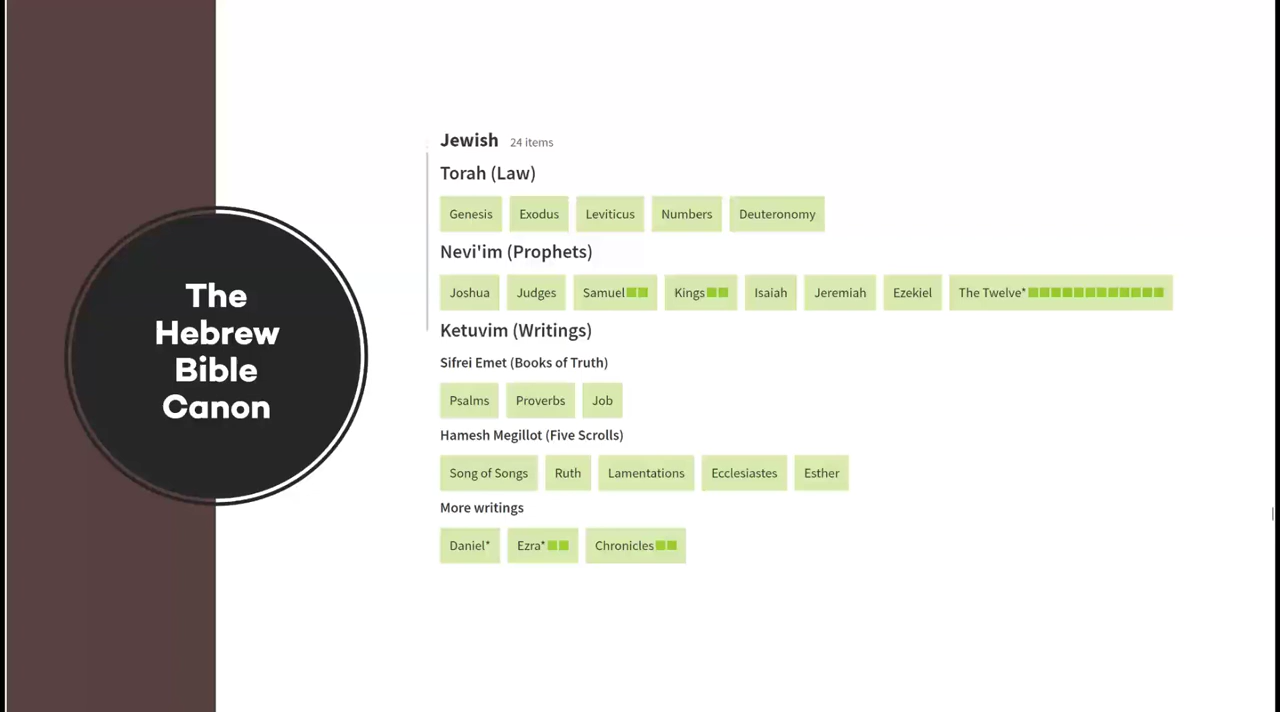 The
Hebrew
Bible
Canon
Jewish 24 items
Torah (Law)
Genesis Exodus Leviticus Numbers Deuteronomy
Nevi'im (Prophets)
Joshua Judges Samuel Kings Isaiah Jeremiah Ezekiel The Twelve*
Ketuvim (Writings)
Sifrei Emet (Books of Truth)
Psalms Proverbs Job
Hamesh Megillot (Five Scrolls)
Song of Songs Ruth Lamentations Ecclesiastes Esther
More writings
Daniel* Ezra* Chronicles